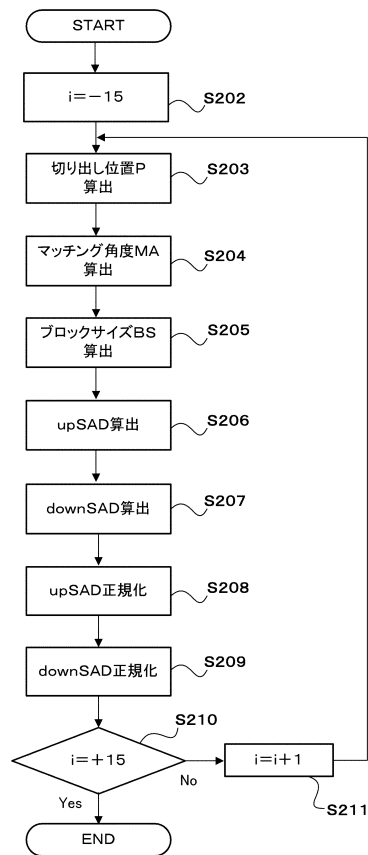 START
i=−15
S202
切り出し位置P
算出
S203
マッチング角度MA
算出
S204
ブロックサイズBS
算出
S205
upSAD算出
S206
downSAD算出
S207
upSAD正規化
S208
downSAD正規化
S209
S210
i=+15
No
i=i+1
S211
Yes
END